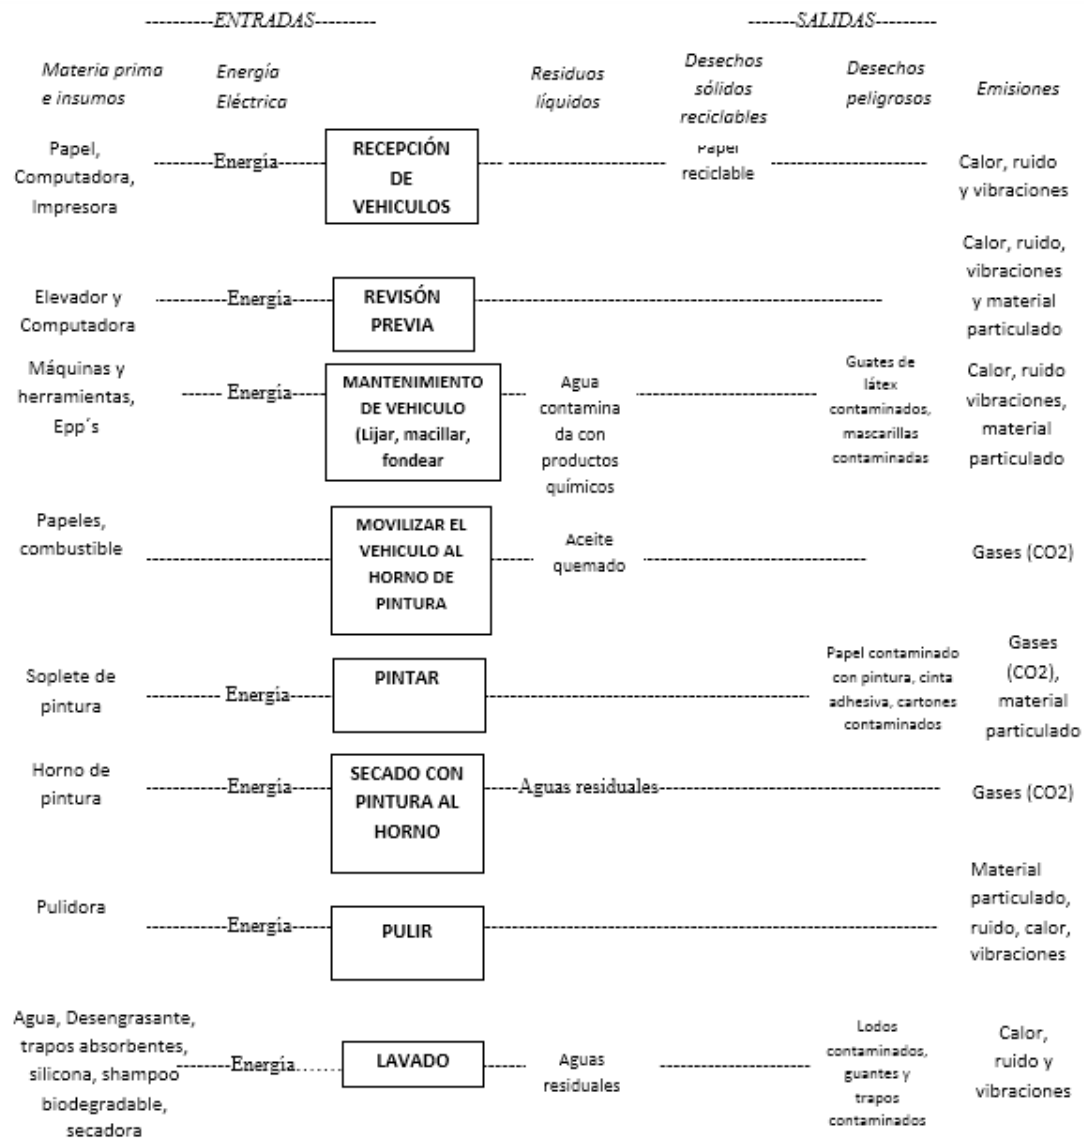 ----------ENTRADAS---------
-------SALIDAS---------
Materia prima
e insumos
Energía
Eléctrica
Residuos
líquidos
Desechos
sólidos
reciclables
Desechos
peligrosos
Emisiones
Papel,
Computadora,
Impresora
Energía
RECEPCIÓN
DE
VEHICULOS
Papel
reciclable
Calor, ruido
y vibraciones
Elevador y
Computadora
Energía
REVISÓN
PREVIA
Calor, ruido,
vibraciones
y material
particulado
Máquinas y
herramientas,
Epp´s
Energía
MANTENIMIENTO
DE VEHICULO
(Lijar, macillar,
fondear
Agua
contamina
da con
productos
químicos
Guates de
látex
contaminados,
mascarillas
contaminadas
Calor, ruido
vibraciones,
material
particulado
Papeles,
combustible
MOVILIZAR EL
VEHICULO AL
HORNO DE
PINTURA
Aceite
quemado
Gases (CO2)
Soplete de
pintura
Energía
PINTAR
Papel contaminado
con pintura, cinta
adhesiva, cartones
contaminados
Gases
(CO2),
material
particulado
Horno de
pintura
Energía
SECADO CON
PINTURA AL
HORNO
Aguas residuales
Gases (CO2)
Pulidora
Energía
PULIR
Material
particulado,
ruido, calor,
vibraciones
Agua, Desengrasante,
trapos absorbentes,
silicona, shampoo
biodegradable,
secadora
Energía......
LAVADO
Aguas
residuales
Lodos
contaminados,
guantes y
trapos
contaminados
Calor,
ruido y
vibraciones